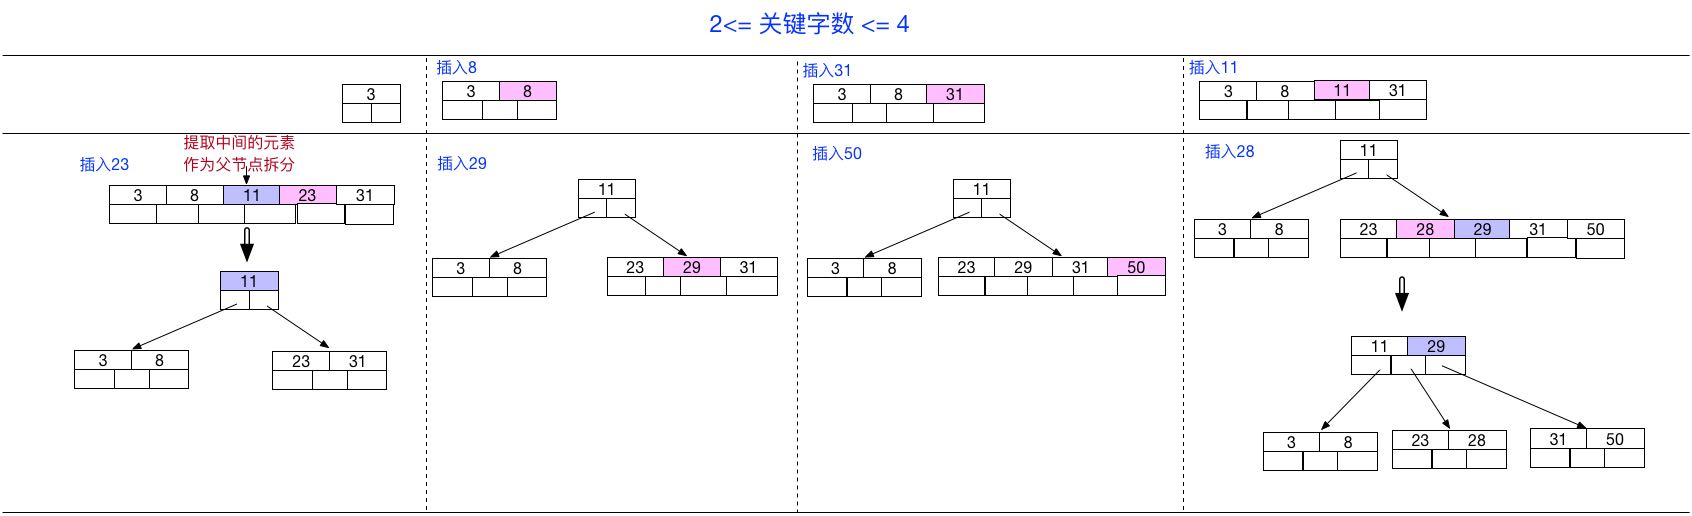 2<= 关键字数 <= 4
3
插入8
3 8
插入31
3 8 31
插入11
3 8 11 31
提取中间的元素
作为父节点拆分
插入23
3 8 11 23 31
11
3 8
23 31
插入29
11
3 8
23 29 31
插入50
11
3 8
23 29 31 50
插入28
11
3 8
23 28 29 31 50
11 29
3 8
23 28
31 50